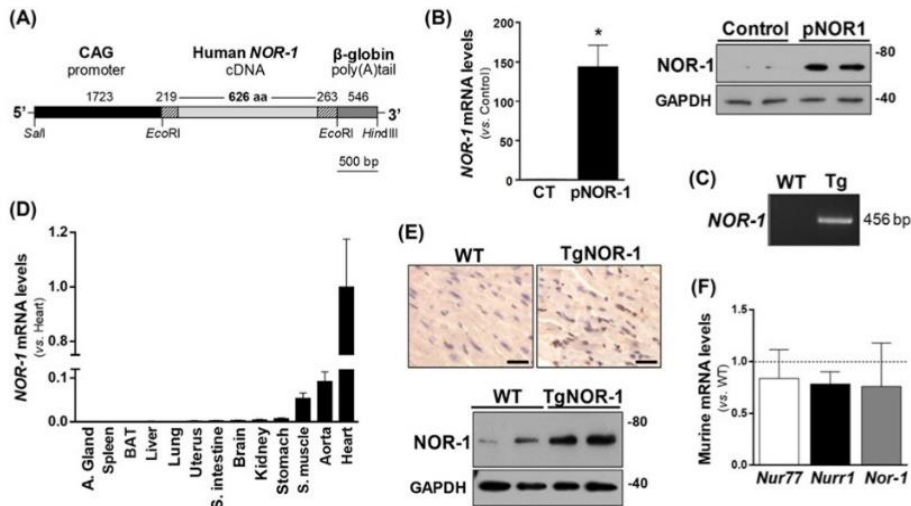 (A)
CAG
promoter
Human NOR-1
cDNA
β-globin
poly(A)tail
1723 219 626 aa 263 546
5' 3'
SalI EcoRI EcoRI HindIII
500 bp
(B)
NOR-1 mRNA levels
(vs. Control)
200
150
100
50
0
*
CT pNOR-1
Control pNOR1
NOR-1
-80
GAPDH
-40
(C)
WT Tg
NOR-1
456 bp
(D)
NOR-1 mRNA levels
(vs. Heart)
1.2
1.0
0.8
0.1
0.0
A. Gland
Spleen
BAT
Liver
Lung
Uterus
S. intestine
Brain
Kidney
Stomach
S. muscle
Aorta
Heart
(E)
WT TgNOR-1
WT TgNOR-1
NOR-1
-80
GAPDH
-40
(F)
Murine mRNA levels
(vs. WT)
1.5
1.0
0.5
0.0
Nur77 Nurr1 Nor-1